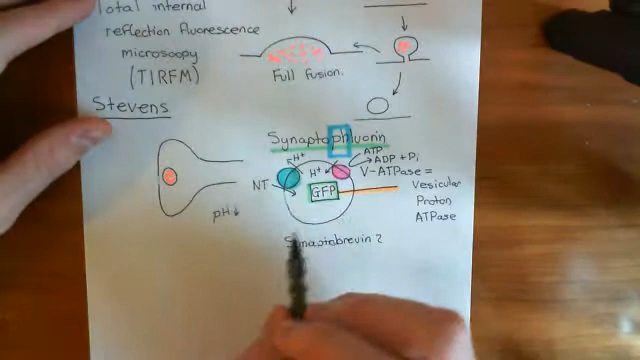 Total internal
reflection fluorescence
microscopy
(TIRFM)
Full fusion.
Stevens
Synaptophluorin
H⁺
H⁺
ATP
→ADP + Pᵢ
V-ATPase =
Vesicular
Proton
ATPase
NT
GFP
pH↓
Synaptobrevin 2